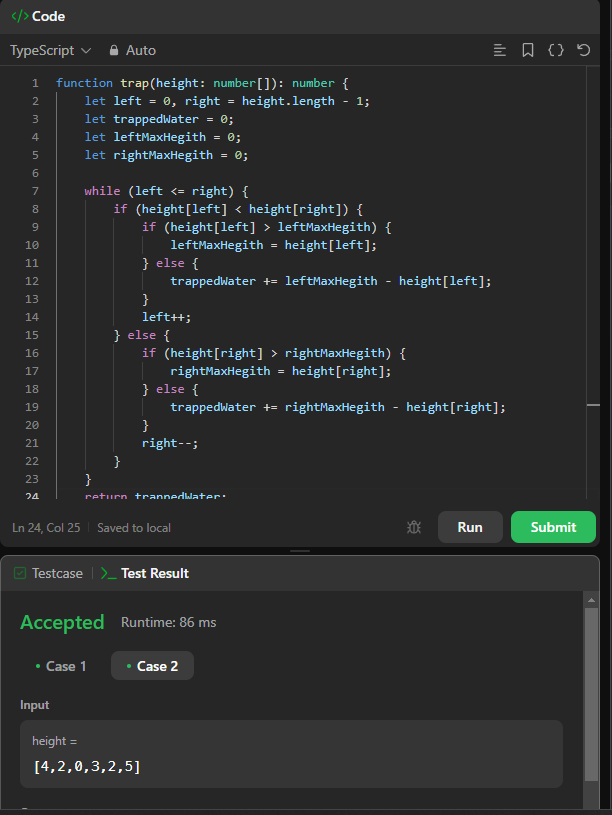 </> Code
TypeScript Auto
1 function trap(height: number[]): number {
2 let left = 0, right = height.length - 1;
3 let trappedWater = 0;
4 let leftMaxHegith = 0;
5 let rightMaxHegith = 0;
6
7 while (left <= right) {
8 if (height[left] < height[right]) {
9 if (height[left] > leftMaxHegith) {
10 leftMaxHegith = height[left];
11 } else {
12 trappedWater += leftMaxHegith - height[left];
13 }
14 left++;
15 } else {
16 if (height[right] > rightMaxHegith) {
17 rightMaxHegith = height[right];
18 } else {
19 trappedWater += rightMaxHegith - height[right];
20 }
21 right--;
22 }
23 }
24 return trappedWater;
Ln 24, Col 25 Saved to local Run Submit
Testcase >_ Test Result
Accepted Runtime: 86 ms
• Case 1 • Case 2
Input
height =
[4,2,0,3,2,5]